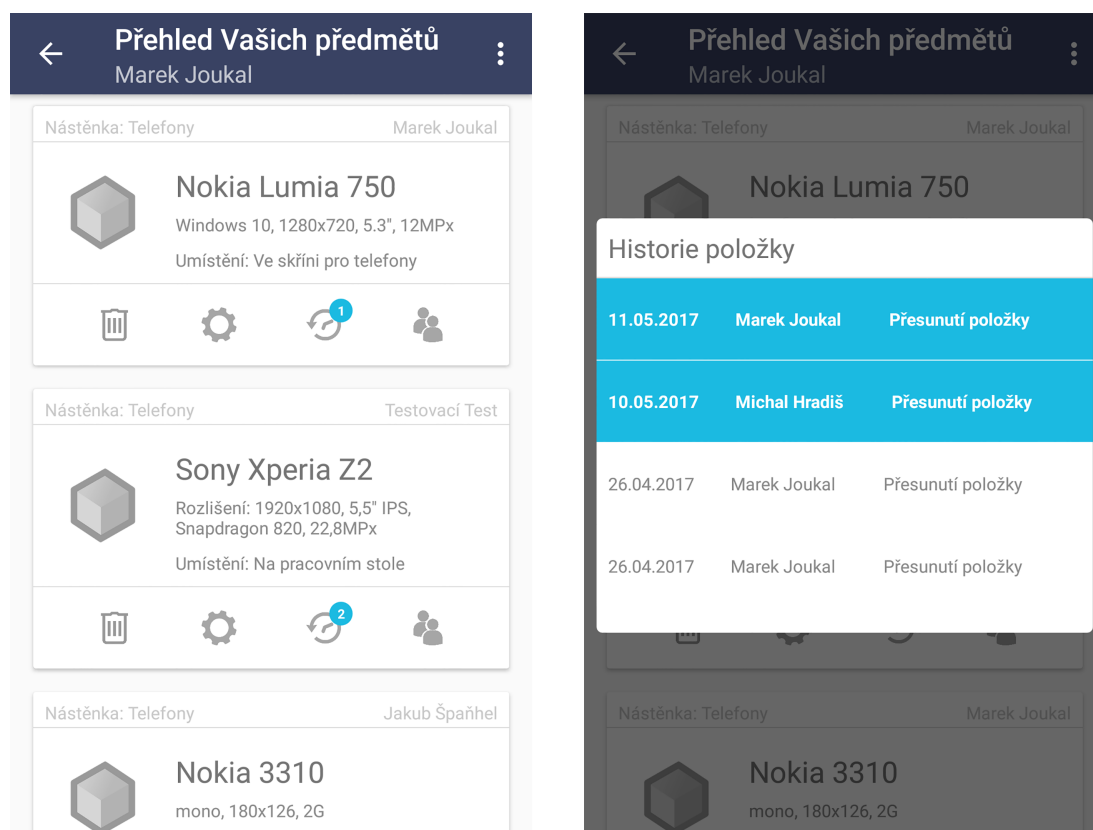 Přehled Vašich předmětů
Marek Joukal
Nástěnka: Telefony Marek Joukal
Nokia Lumia 750
Windows 10, 1280x720, 5.3", 12MPx
Umístění: Ve skříni pro telefony
1
Nástěnka: Telefony Testovací Test
Sony Xperia Z2
Rozlišení: 1920x1080, 5,5" IPS,
Snapdragon 820, 22,8MPx
Umístění: Na pracovním stole
2
Nástěnka: Telefony Jakub Špaňhel
Nokia 3310
mono, 180x126, 2G
Přehled Vašich předmětů
Marek Joukal
Nástěnka: Telefony Marek Joukal
Nokia Lumia 750
Historie položky
11.05.2017 Marek Joukal Přesunutí položky
10.05.2017 Michal Hradiš Přesunutí položky
26.04.2017 Marek Joukal Přesunutí položky
26.04.2017 Marek Joukal Přesunutí položky
Nástěnka: Telefony Marek Joukal
Nokia 3310
mono, 180x126, 2G